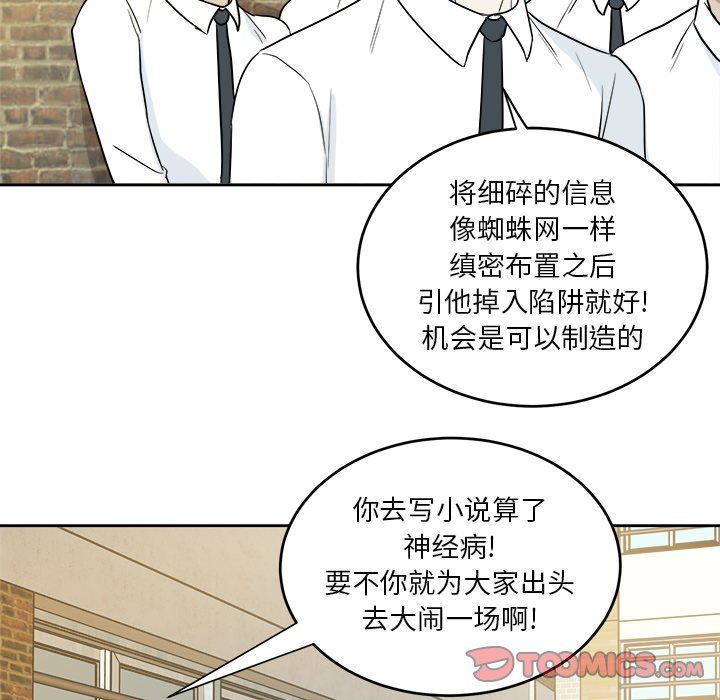 将细碎的信息
像蜘蛛网一样
缜密布置之后
引他掉入陷阱就好!
机会是可以制造的
你去写小说算了
神经病!
要不你就为大家出头
去大闹一场啊!
TOOMICS.COM